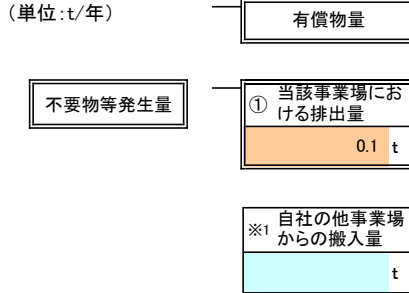 （単位:t/年）
有償物量
不要物等発生量
① 当該事業場にお
ける排出量
0.1 t
※1 自社の他事業場
からの搬入量
t